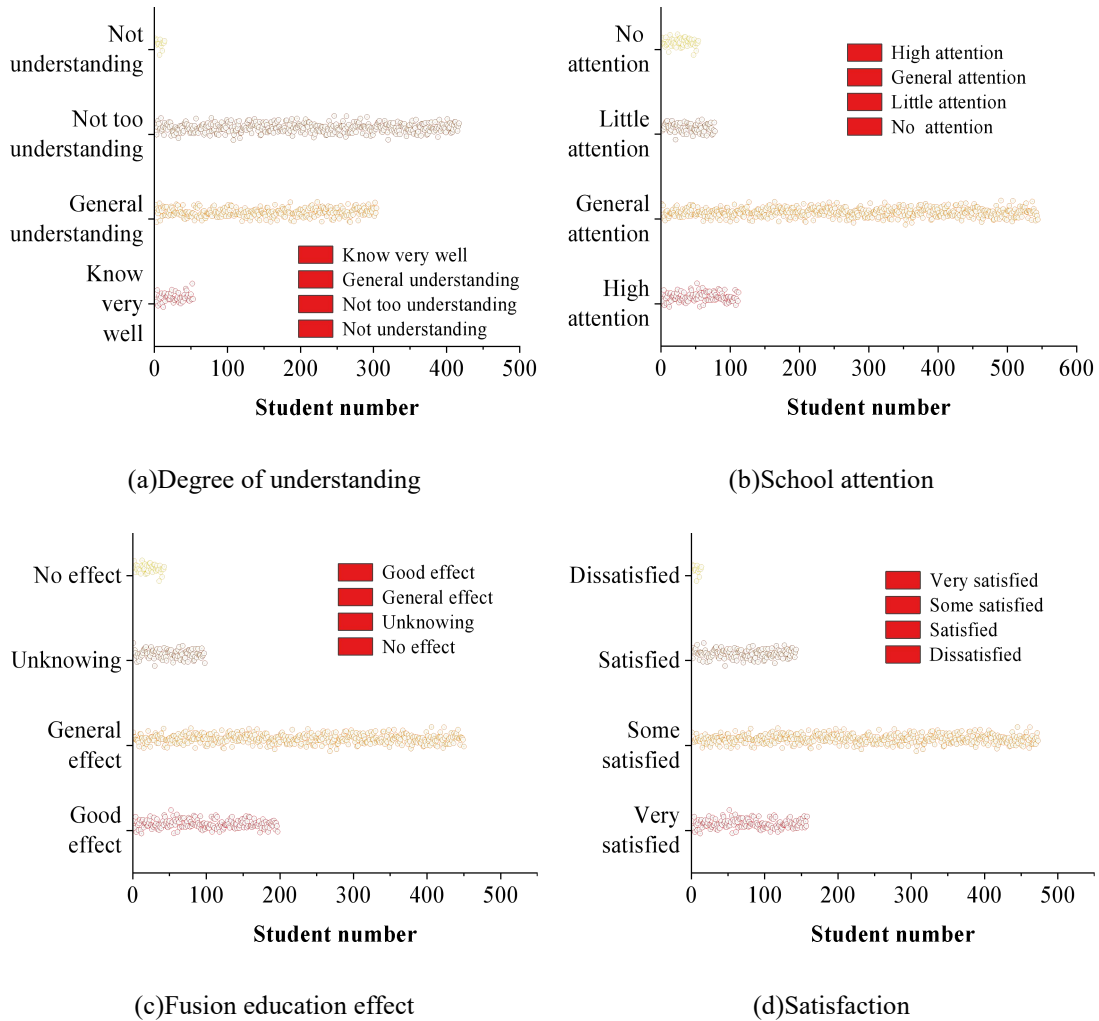 Not
understanding
Not too
understanding
General
understanding
Know
very
well
Know very well
General understanding
Not too understanding
Not understanding
0 100 200 300 400 500
Student number
(a)Degree of understanding
No
attention
Little
attention
General
attention
High
attention
High attention
General attention
Little attention
No attention
0 100 200 300 400 500 600
Student number
(b)School attention
No effect
Unknowing
General
effect
Good
effect
Good effect
General effect
Unknowing
No effect
0 100 200 300 400 500
Student number
(c)Fusion education effect
Dissatisfied
Satisfied
Some
satisfied
Very
satisfied
Very satisfied
Some satisfied
Satisfied
Dissatisfied
0 100 200 300 400 500
Student number
(d)Satisfaction